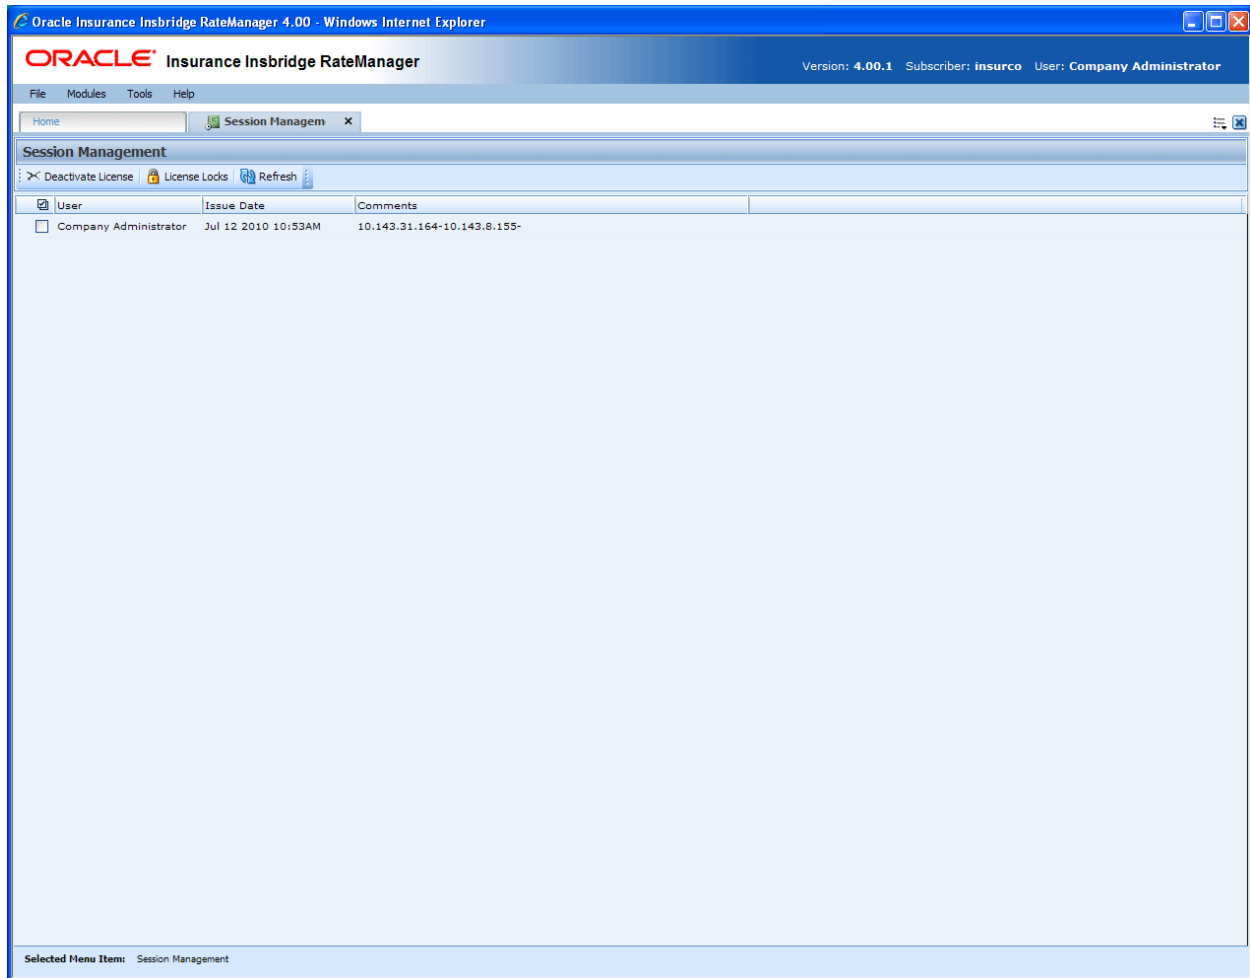 Oracle Insurance Insbridge RateManager 4.00 - Windows Internet Explorer
ORACLE® Insurance Insbridge RateManager
Version: 4.00.1 Subscriber: insurco User: Company Administrator
File Modules Tools Help
Home Session Managem
Session Management
Deactivate License License Locks Refresh
User Issue Date Comments
Company Administrator Jul 12 2010 10:53AM 10.143.31.164-10.143.8.155-
Selected Menu Item: Session Management